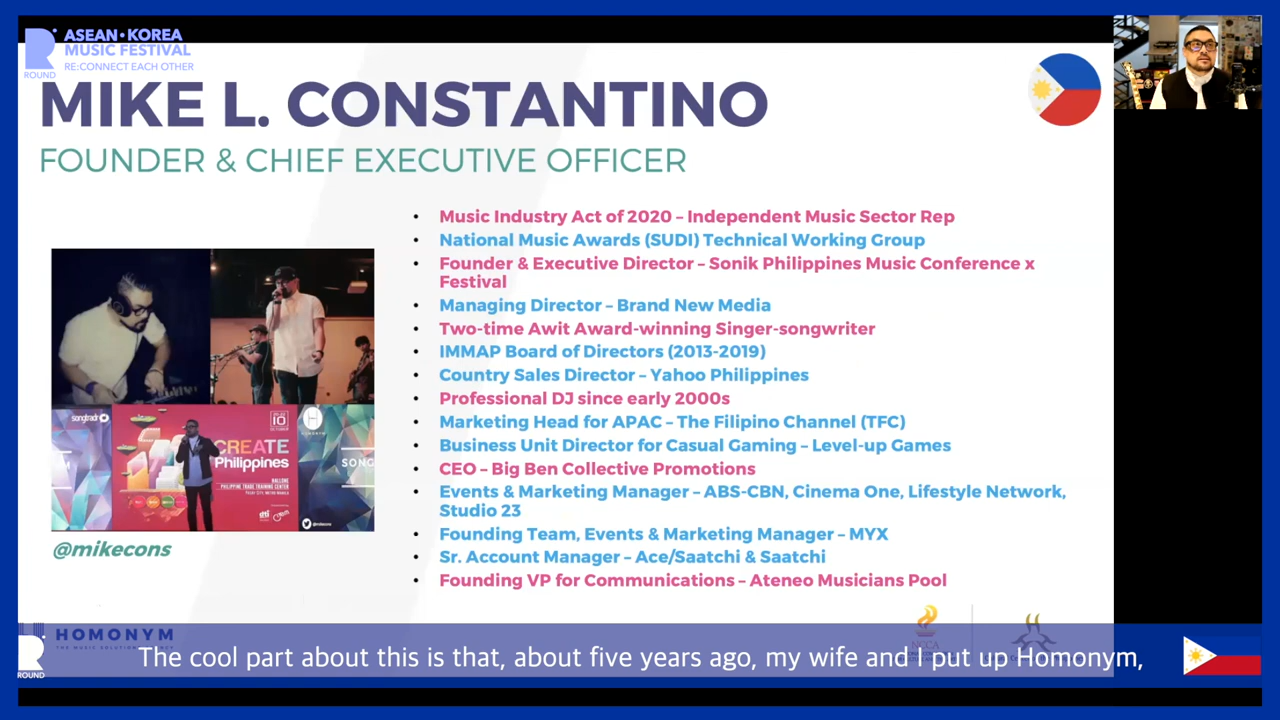 ASEAN•KOREA
MUSIC FESTIVAL
RE:CONNECT EACH OTHER
ROUND
MIKE L. CONSTANTINO
FOUNDER & CHIEF EXECUTIVE OFFICER
• Music Industry Act of 2020 – Independent Music Sector Rep
• National Music Awards (SUDI) Technical Working Group
• Founder & Executive Director – Sonik Philippines Music Conference x
Festival
• Managing Director – Brand New Media
• Two-time Awit Award-winning Singer-songwriter
• IMMAP Board of Directors (2013-2019)
• Country Sales Director – Yahoo Philippines
• Professional DJ since early 2000s
• Marketing Head for APAC – The Filipino Channel (TFC)
• Business Unit Director for Casual Gaming – Level-up Games
• CEO – Big Ben Collective Promotions
• Events & Marketing Manager – ABS-CBN, Cinema One, Lifestyle Network,
Studio 23
• Founding Team, Events & Marketing Manager – MYX
• Sr. Account Manager – Ace/Saatchi & Saatchi
• Founding VP for Communications – Ateneo Musicians Pool
songtradr
10
CREATE
Philippines
PHILIPPINE TRADE TRAINING CENTER
SONG
dti
@mikecons
HOMONYM
ROUND
The cool part about this is that, about five years ago, my wife and I put up Homonym,